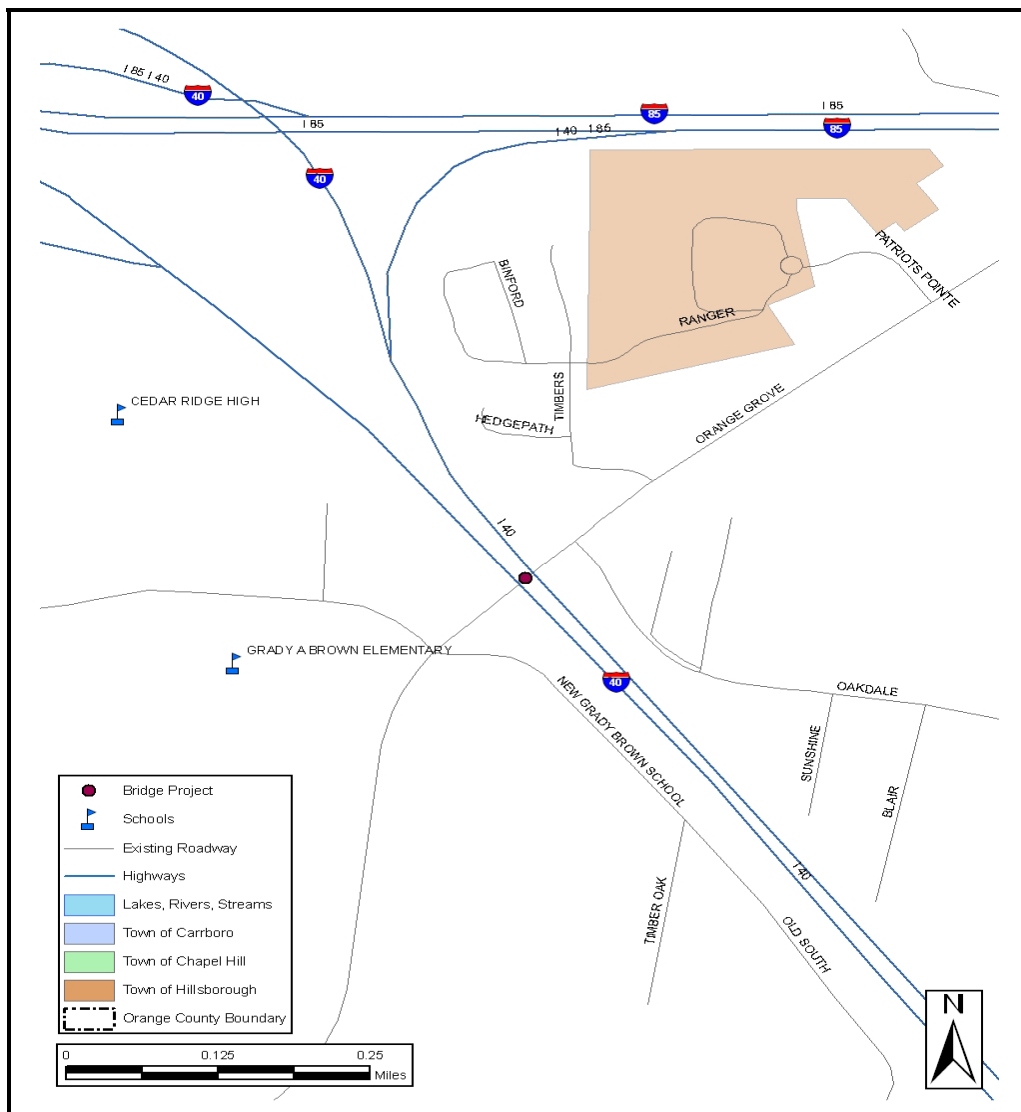 I 85 I 40
40
85
I 85
I 85
I 40 I 85
85
40
PATRIOTS POINTE
BINFORD
RANGER
TIMBERS
ORANGE GROVE
CEDAR RIDGE HIGH
HEDGEPATH
I 40
GRADY A BROWN ELEMENTARY
40
OAKDALE
NEW GRADY BROWN SCHOOL
SUNSHINE
BLAIR
I 40
TIMBER OAK
OLD SOUTH
Bridge Project
Schools
Existing Roadway
Highways
Lakes, Rivers, Streams
Town of Carrboro
Town of Chapel Hill
Town of Hillsborough
Orange County Boundary
0 0.125 0.25
Miles
N